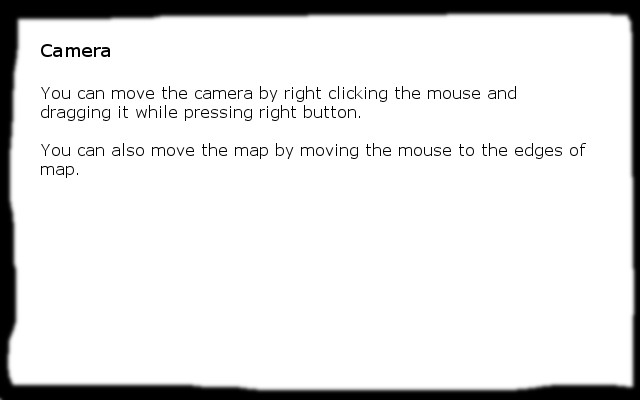 Camera
You can move the camera by right clicking the mouse and
dragging it while pressing right button.
You can also move the map by moving the mouse to the edges of
map.